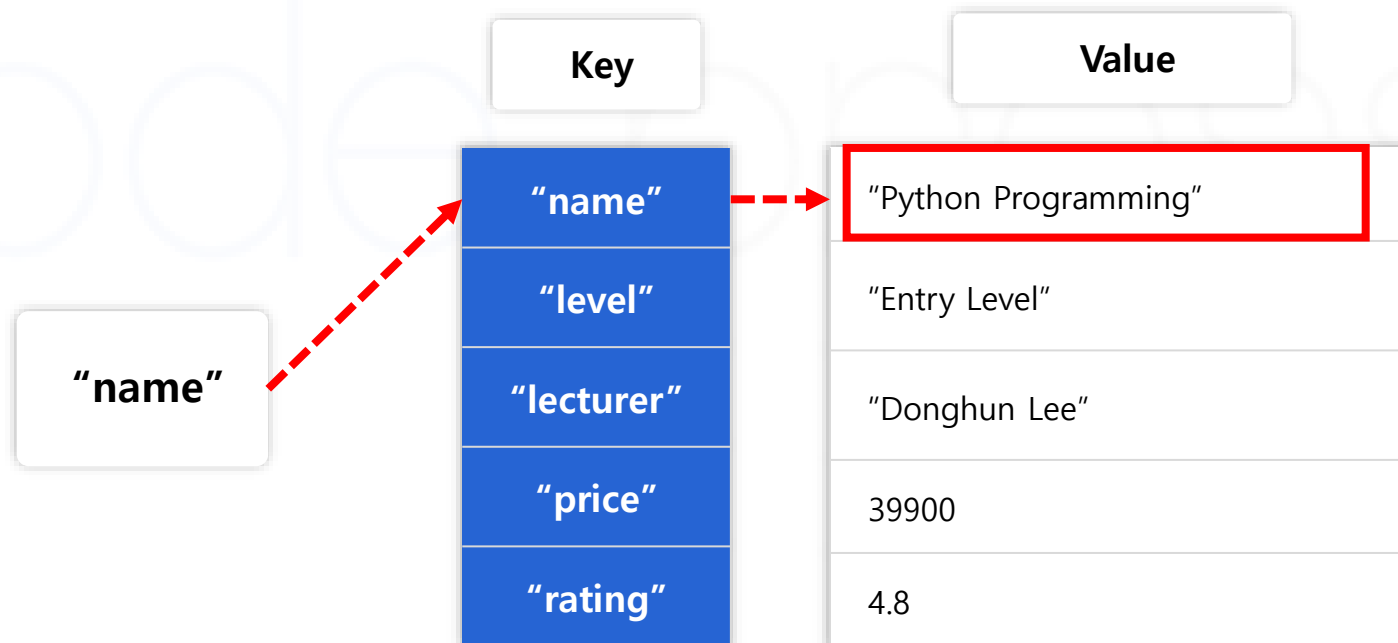 Key
Value
“name”
“Python Programming”
“level”
“Entry Level”
“name”
“lecturer”
“Donghun Lee”
“price”
39900
“rating”
4.8